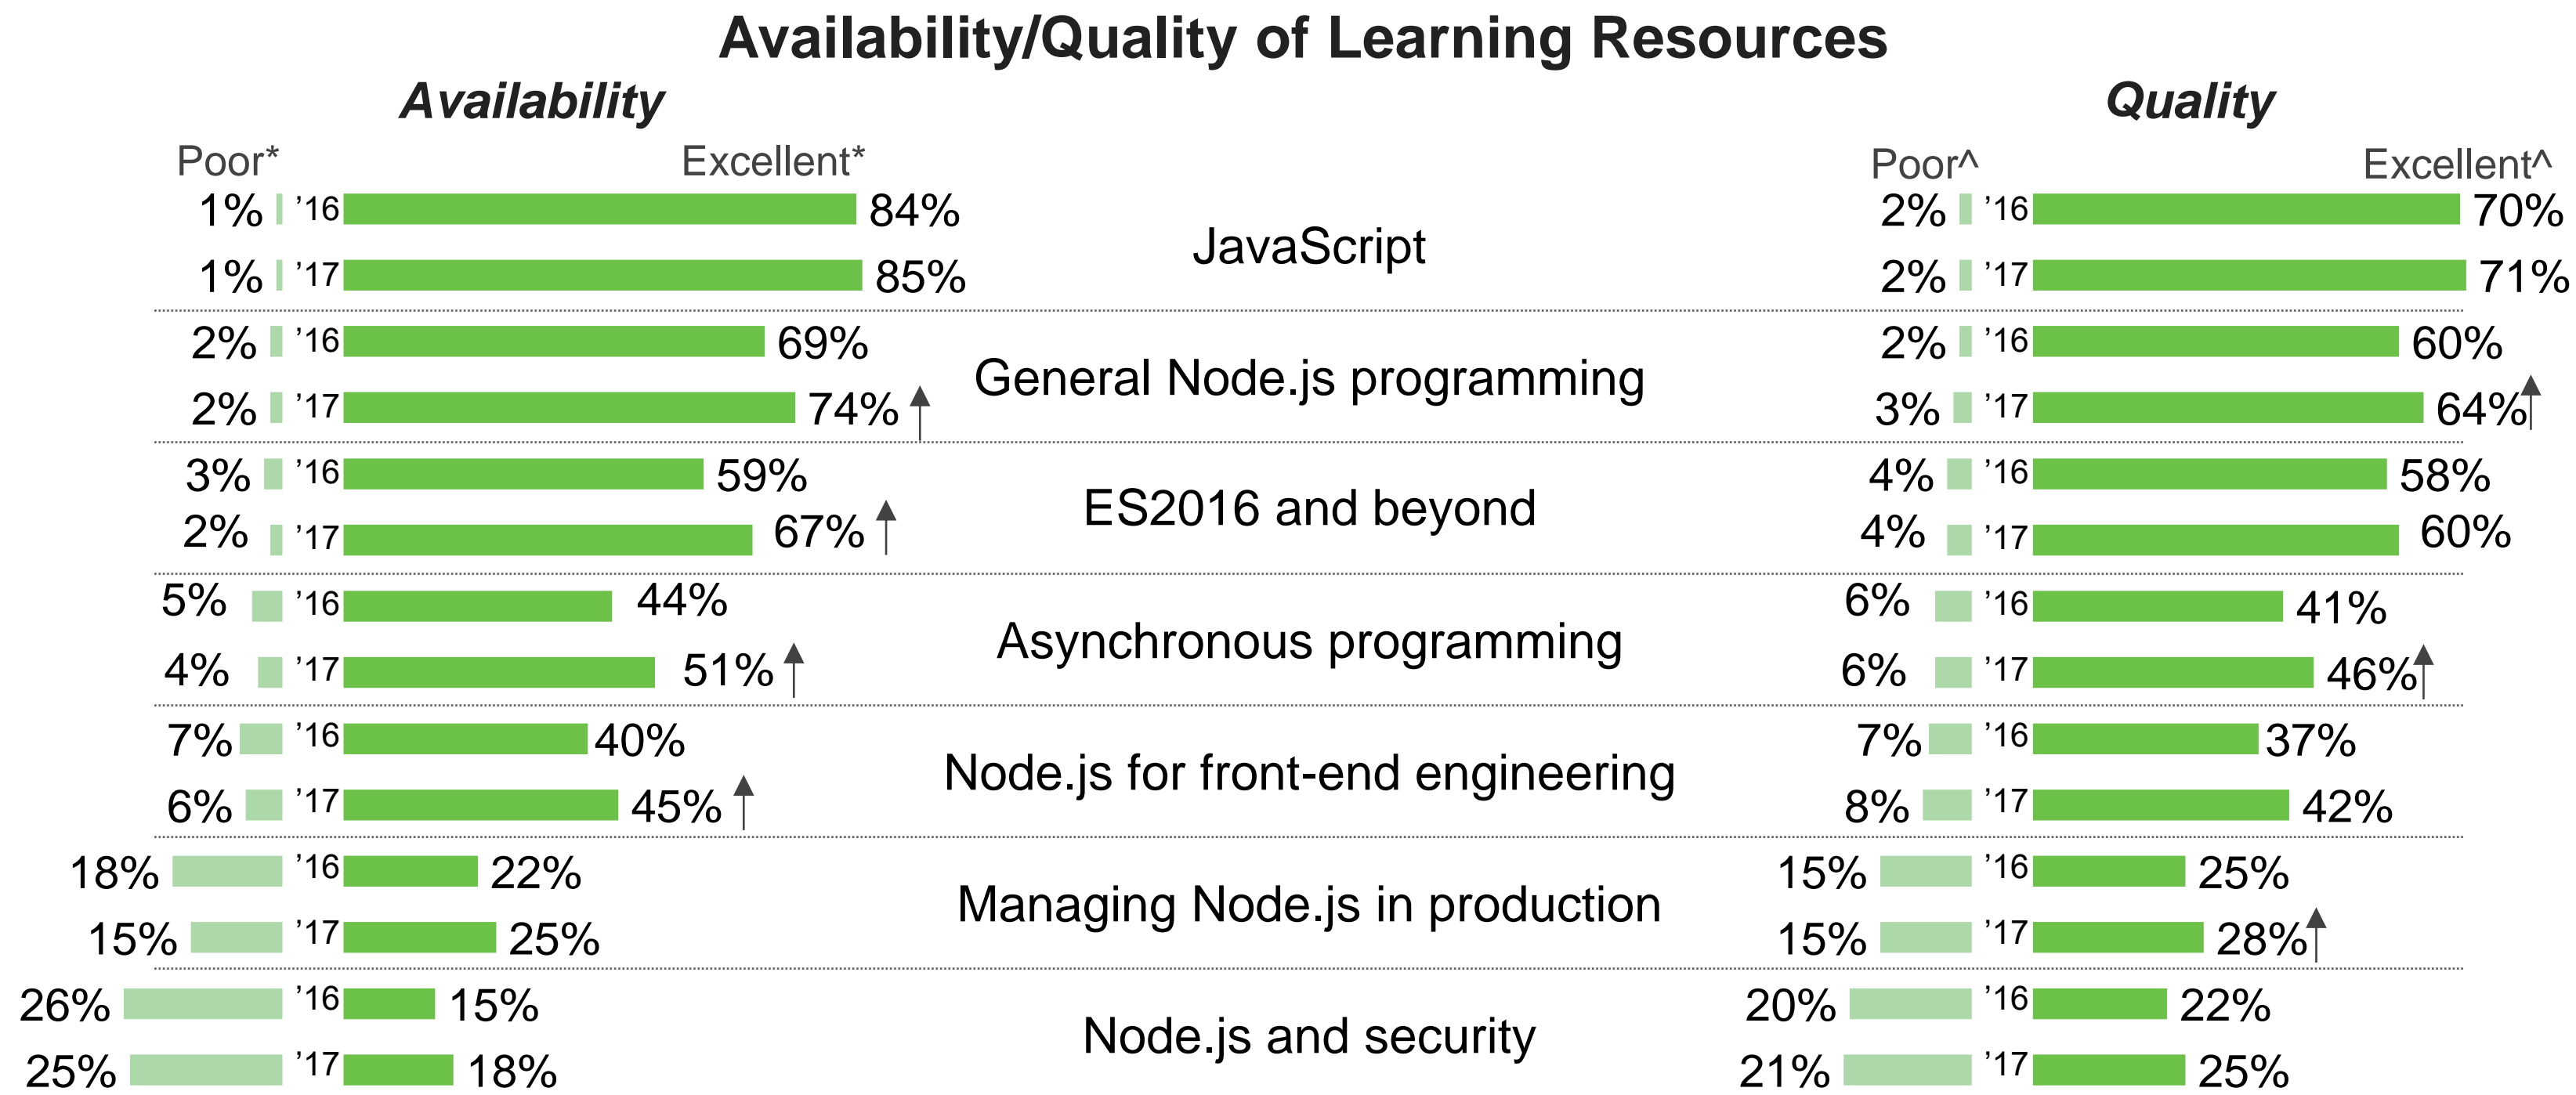 Availability/Quality of Learning Resources
Availability Quality
Poor* Excellent* Poor^ Excellent^
1% ’16 84% 2% ’16 70%
JavaScript
1% ’17 85% 2% ’17 71%
2% ’16 69% 2% ’16 60%
General Node.js programming
2% ’17 74% 3% ’17 64%
3% ’16 59% 4% ’16 58%
ES2016 and beyond
2% ’17 67% 4% ’17 60%
5% ’16 44% 6% ’16 41%
Asynchronous programming
4% ’17 51% 6% ’17 46%
7% ’16 40% 7% ’16 37%
Node.js for front-end engineering
6% ’17 45% 8% ’17 42%
18% ’16 22% 15% ’16 25%
Managing Node.js in production
15% ’17 25% 15% ’17 28%
26% ’16 15% 20% ’16 22%
Node.js and security
25% ’17 18% 21% ’17 25%